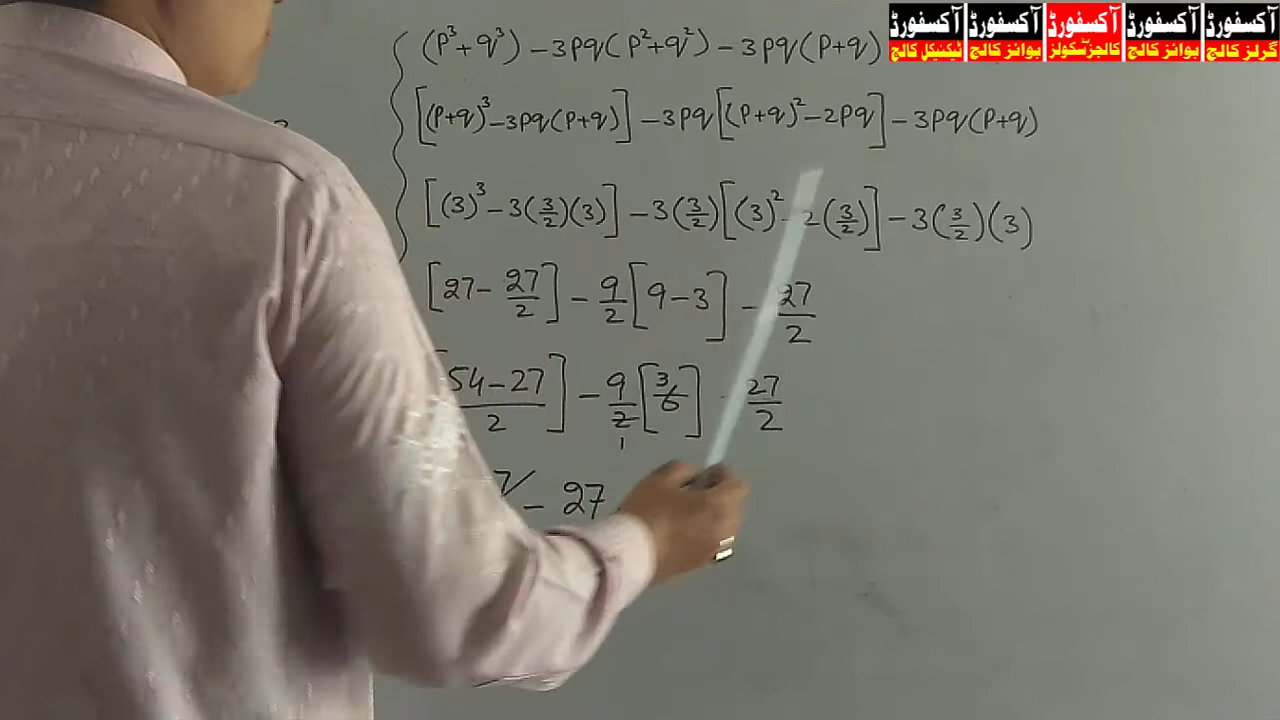 آکسفورڈ گرلز کالج
آکسفورڈ بوائز کالج
آکسفورڈ کالجز سکولز
آکسفورڈ بوائز کالج
آکسفورڈ ٹیکنیکل کالج
(p³+q³) – 3pq(p²+q²) – 3pq(p+q)
[(p+q)³–3pq(p+q)] – 3pq[(p+q)²–2pq] – 3pq(p+q)
[(3)³ – 3(3/2)(3)] – 3(3/2)[(3)² – 2(3/2)] – 3(3/2)(3)
[27 – 27/2] – 9/2[9–3] – 27/2
54–27/2] – 9/2[6] 27/2
3
1
– 27